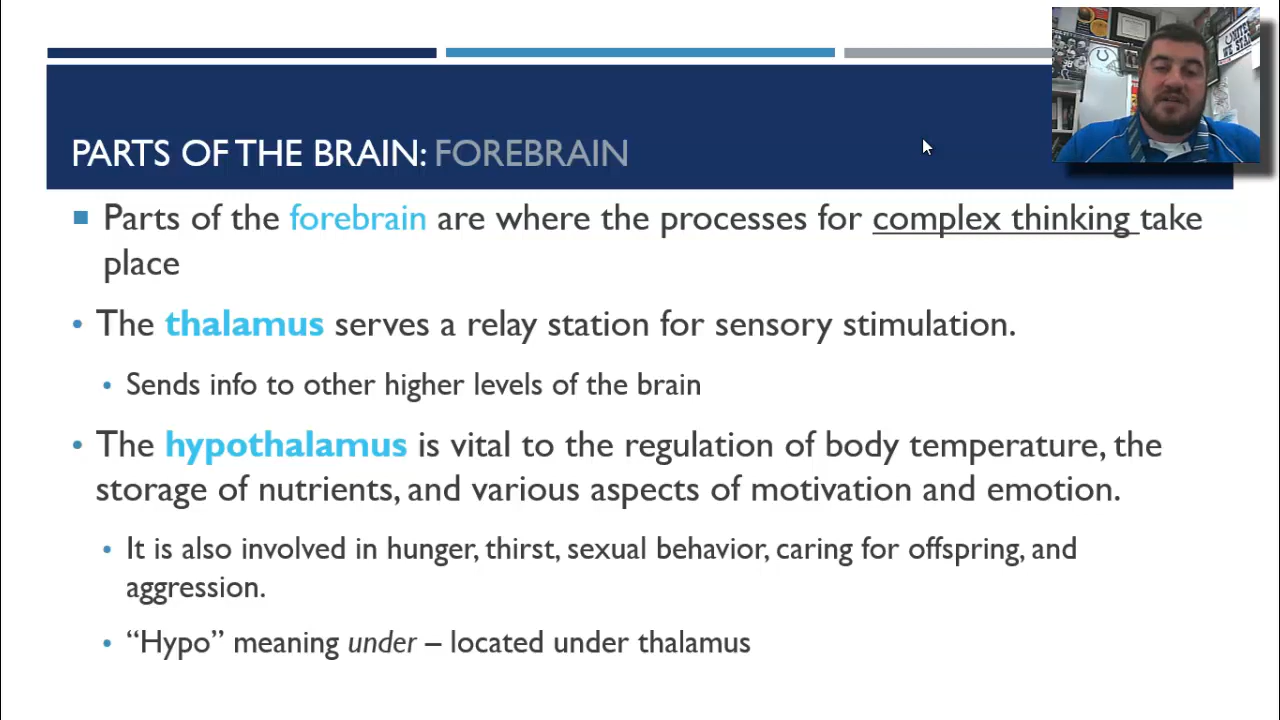 PARTS OF THE BRAIN: FOREBRAIN
Parts of the forebrain are where the processes for complex thinking take
place
The thalamus serves a relay station for sensory stimulation.
Sends info to other higher levels of the brain
The hypothalamus is vital to the regulation of body temperature, the
storage of nutrients, and various aspects of motivation and emotion.
It is also involved in hunger, thirst, sexual behavior, caring for offspring, and
aggression.
“Hypo” meaning under – located under thalamus